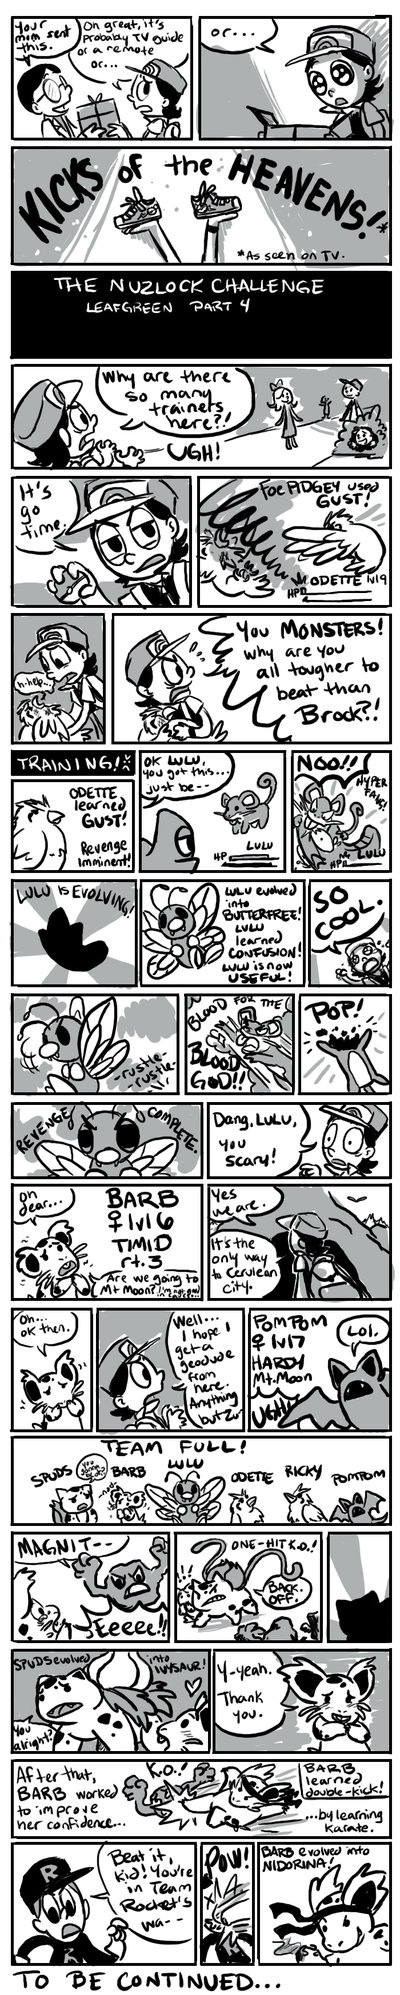 Your
mom sent
this.
Oh great, it's
probably TV Guide
or a remote
or...
or...
KICKS of the HEAVENS!*
*As seen on TV.
THE NUZLOCK CHALLENGE
LEAFGREEN PART 4
Why are there
so many
trainers
here?!
UGH!
It's
go
time.
FOE PIDGEY used
GUST!
ODETTE lvl9
HP
h-help...
You MONSTERS!
Why are you
all tougher to
beat than
Brock?!
TRAINING!
ODETTE
learned
GUST!
Revenge
Imminent!
OK LULU,
you got this...
just be--
LULU
HP
NOO!!
HYPER
FANG!
LULU
HP
LULU IS EVOLVING!
LULU evolved
into
BUTTERFREE!
LULU
learned
CONFUSION!
LULU is now
USEFUL!
SO
COOL.
-rustle-
-rustle-
BLOOD FOR THE
BLOOD
GOD!!
POP!
REVENGE COMPLETE.
Dang, LULU,
you
scary!
Oh
dear...
BARB
♀ lvl 6
TIMID
rt. 3
Are we going to
Mt Moon?
Yes
we are.
It's the
only way
to Cerulean
City.
Oh...
ok then.
Well...
I hope I
get a
geodude
from
here.
Anything
but Zu-
POMPOM
♀ lvl7
HARDY
Mt. Moon
UGH!
Lol.
TEAM FULL!
SPUDS
BARB
LULU
ODETTE
RICKY
POMPOM
MAGNIT--
Eeeee!!
ONE-HIT K.O.!
BACK
OFF.
SPUDS evolved into
IVYSAUR!
You
alright?
Y-yeah.
Thank
you.
After that,
BARB worked
to improve
her confidence...
K.O.!
BARB
learned
double-kick!
...by learning
karate.
Beat it,
kid! You're
in Team
Rocket's
wa--
R
POW!
BARB evolved into
NIDORINA!
TO BE CONTINUED...